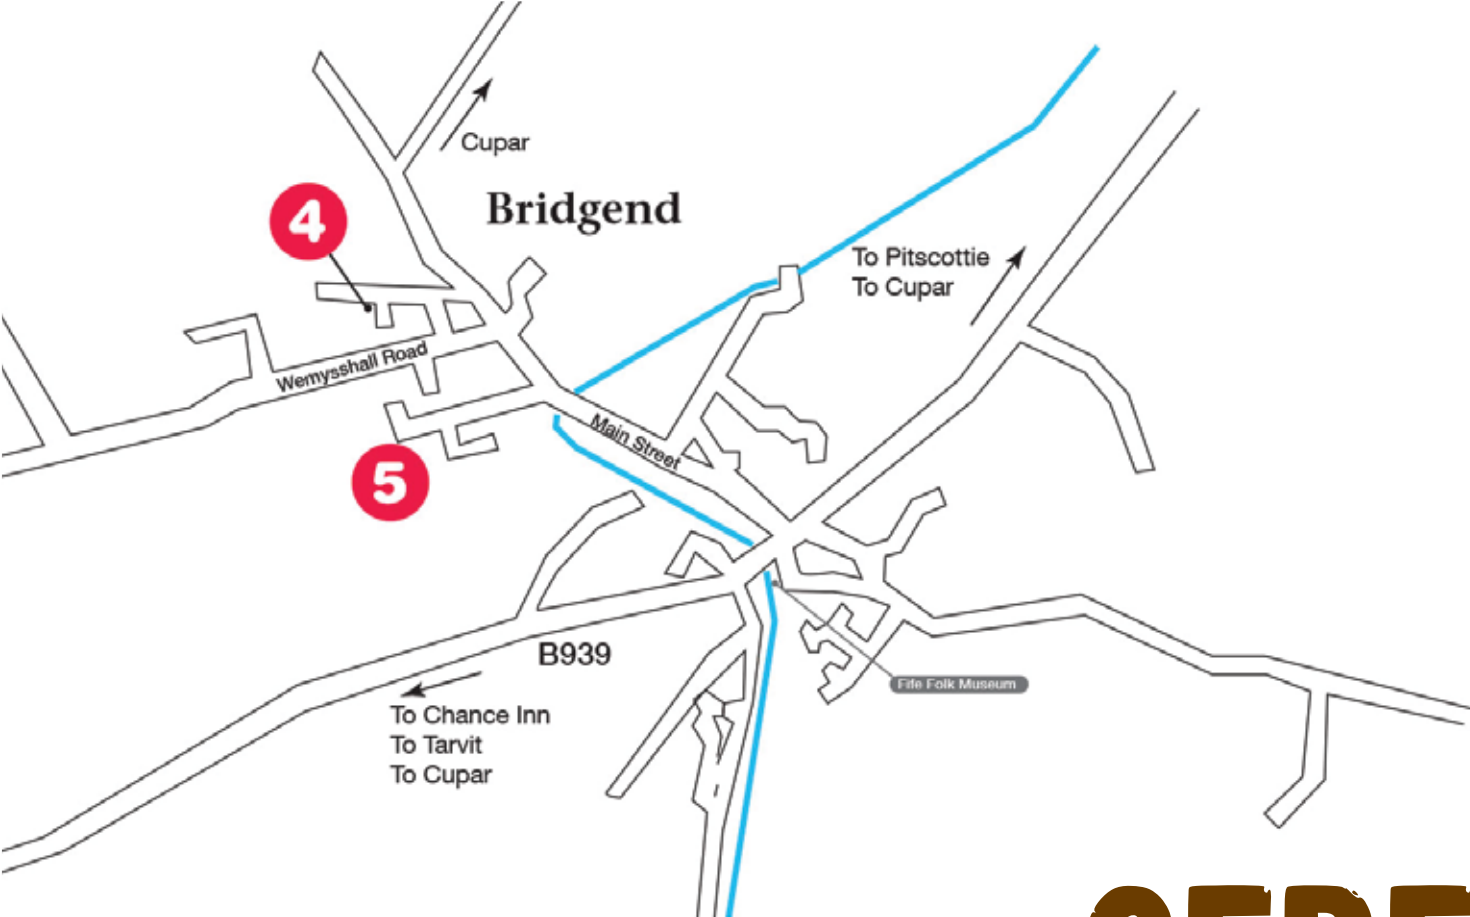 Cupar
Bridgend
4
To Pitscottie
To Cupar
Wemysshall Road
Main Street
5
B939
Fife Folk Museum
To Chance Inn
To Tarvit
To Cupar